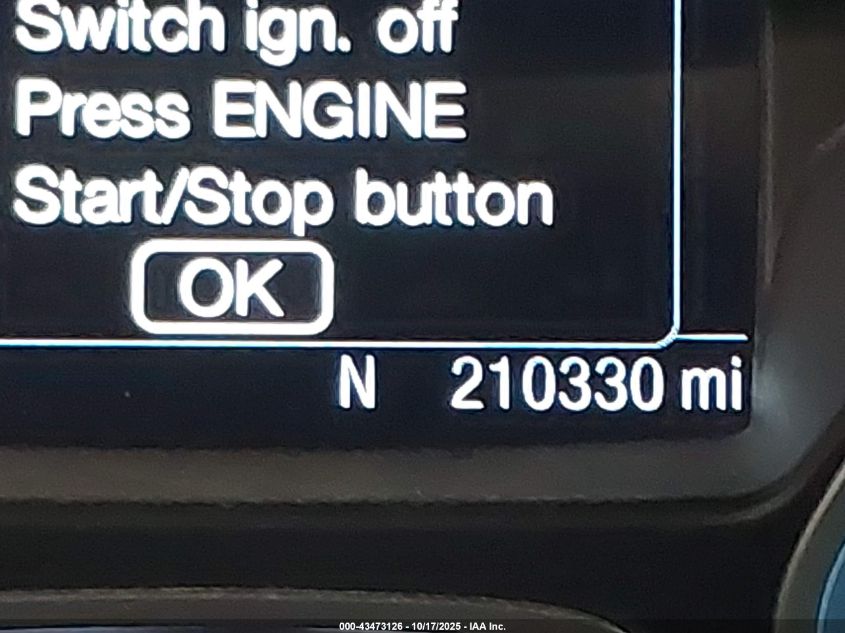 Switch ign. off
Press ENGINE
Start/Stop button
OK
N 210330 mi
000-43473126 - 10/17/2025 - IAA Inc.